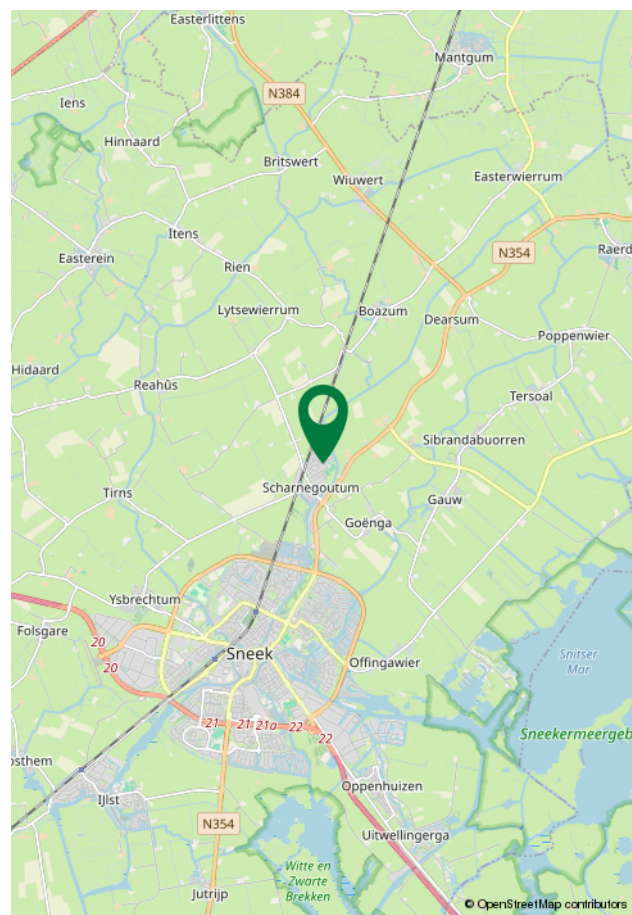 Easterlittens
Mantgum
N384
Iens
Hinnaard
Britswert
Wiuwert
Easterwierrum
Itens
Easterein
Rien
N354
Raerd
Lytsewierrum
Boazum
Dearsum
Poppenwier
Hidaard
Reahûs
Tersoal
Sibrandabuorren
Scharnegoutum
Tirns
Gauw
Goënga
Ysbrechtum
Folsgare
20
20
Sneek
Offingawier
Snitser
Mar
21
21
21a
22
22
Sneekermeergeb
osthem
IJlst
Oppenhuizen
N354
Uitwellingerga
Witte en
Zwarte
Brekken
Jutrijp
© OpenStreetMap contributors